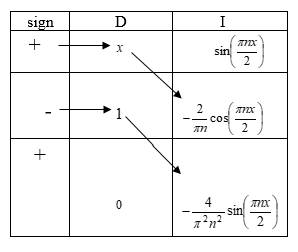 sign D I
+ x sin(πnx/2)
- 1 -2/πn cos(πnx/2)
+
0 -4/π²n² sin(πnx/2)